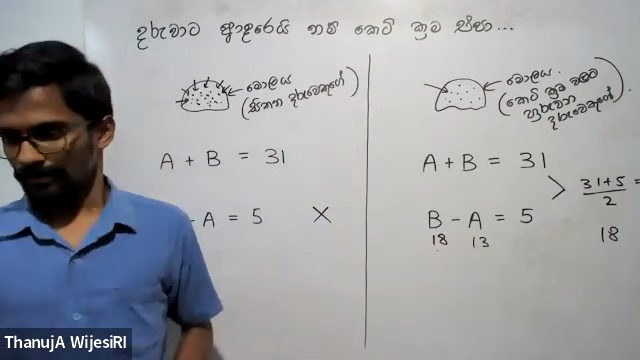 දරුවාට ආදරෙයි නම් කෙටි ක්‍රම එපා...
මොලය
(සිතන දරුවෙකුගේ)
A + B = 31
- A = 5 X
මොලය.
(කෙටි ක්‍රම වලට
දරුවෙකුගේ).
A + B = 31
B - A = 5
18 13
> 31+5 =
2
18
ThanujA WijesiRI